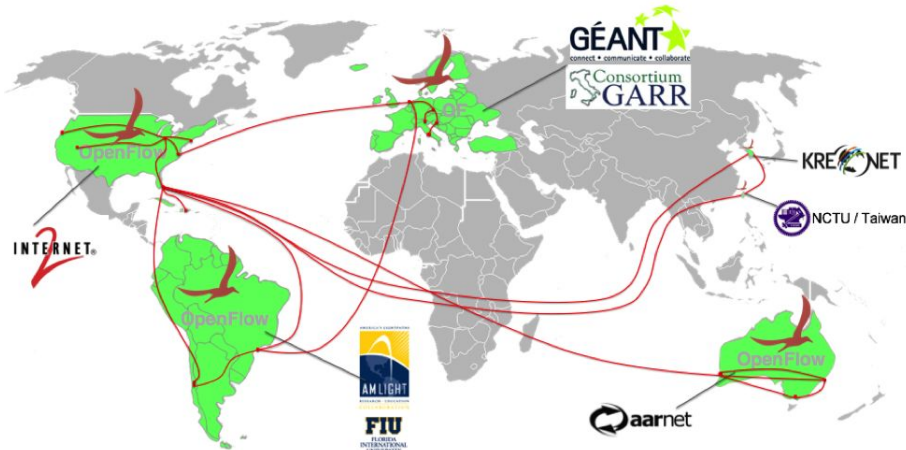 GÉANT
connect • communicate • collaborate
Consortium
GARR
OF
OpenFlow
KREONET
NCTU / Taiwan
INTERNET®
2
OpenFlow
OpenFlow
AMLIGHT
FIU
FLORIDA
INTERNATIONAL
aarnet